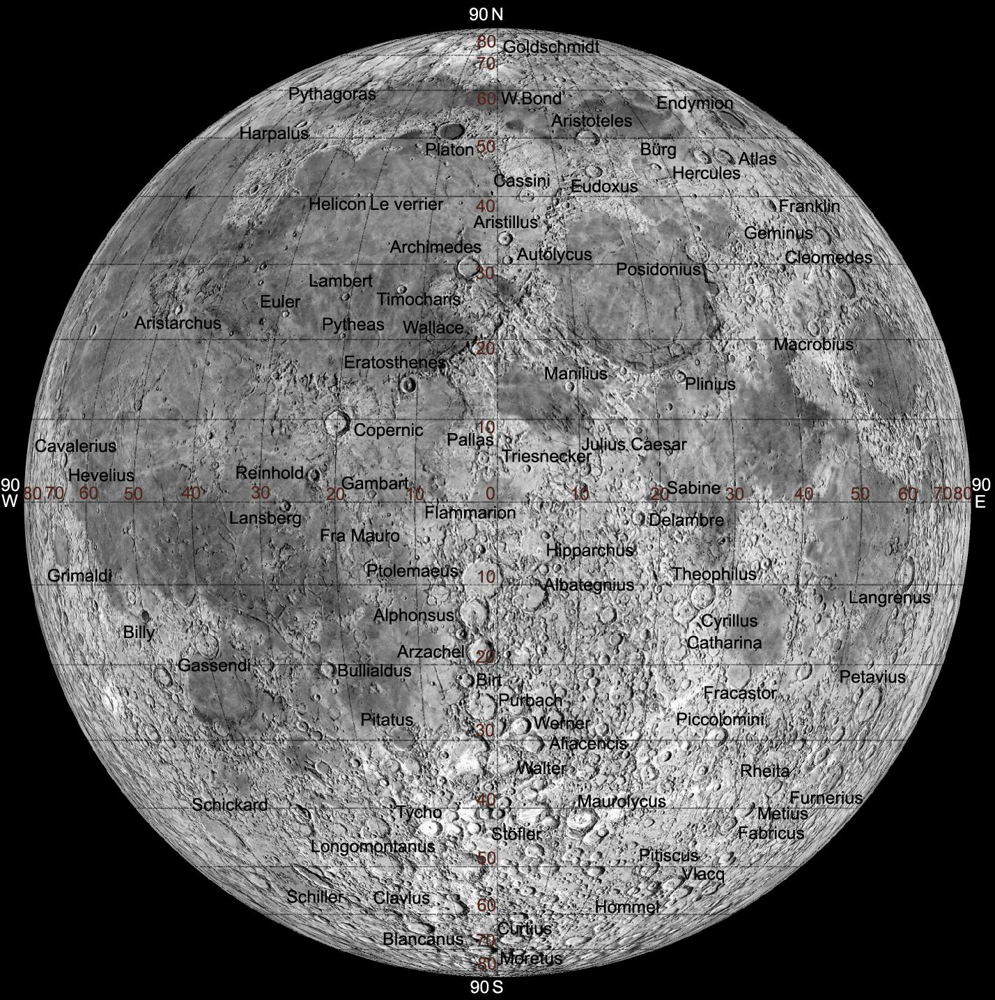 90 N
80
Goldschmidt
70
Pythagoras
60
W.Bond
Endymion
Aristoteles
Harpalus
Platon
50
Bürg
Atlas
Hercules
Cassini
Eudoxus
Helicon
Le verrier
40
Franklin
Aristillus
Geminus
Archimedes
Autolycus
Cleomedes
Posidonius
30
Lambert
Timocharis
Euler
Aristarchus
Pytheas
Wallace
20
Macrobius
Eratosthenes
Manilius
Plinius
10
Copernic
Pallas
Julius Caesar
Cavalerius
Triesnecker
Hevelius
Reinhold
Gambart
Sabine
90
W
80 70 60 50 40 30 20 10 0 10 20 30 40 50 60 70 80
90
E
Lansberg
Flammarion
Delambre
Fra Mauro
Hipparchus
Grimaldi
Ptolemaeus
10
Albategnius
Theophilus
Langrenus
Alphonsus
Cyrillus
Billy
Catharina
Arzachel
20
Gassendi
Bullialdus
Birt
Petavius
Fracastor
Purbach
Pitatus
Werner
Piccolomini
30
Aliacencis
Walter
Rheita
40
Schickard
Tycho
Maurolycus
Furnerius
Metius
Stöfler
Fabricus
Longomontanus
50
Pitiscus
Vlacq
Schiller
Clavius
60
Hommel
Curtius
Blancanus
70
Moretus
80
90 S